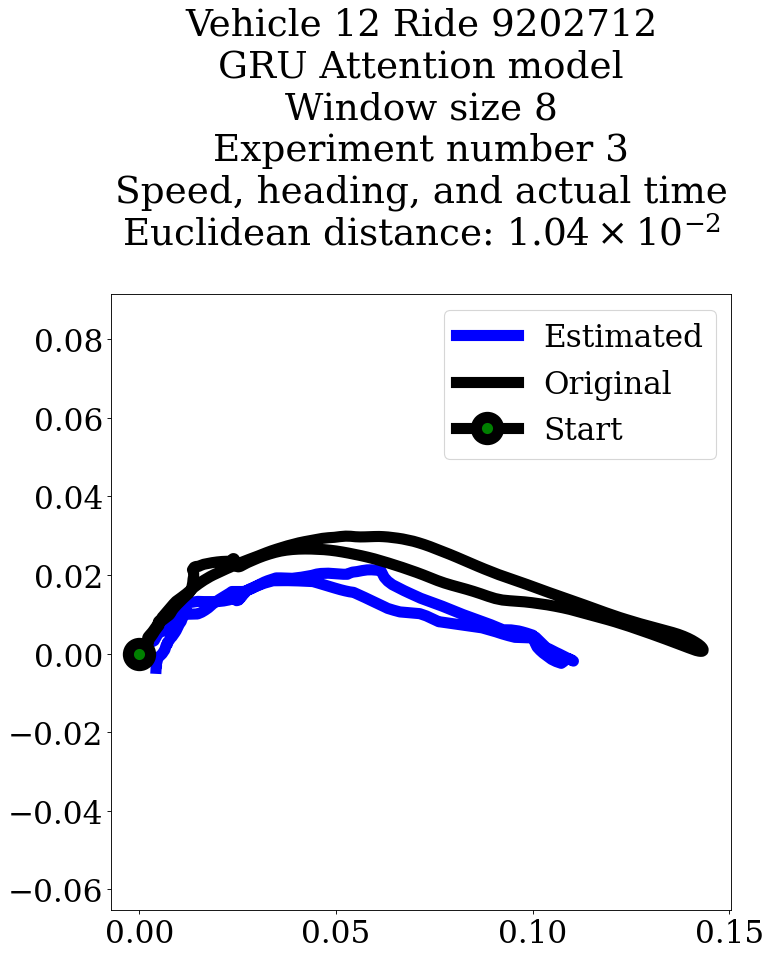 Vehicle 12 Ride 9202712
GRU Attention model
Window size 8
Experiment number 3
Speed, heading, and actual time
Euclidean distance: 1.04 × 10⁻²
Estimated
Original
Start
0.08
0.06
0.04
0.02
0.00
−0.02
−0.04
−0.06
0.00 0.05 0.10 0.15